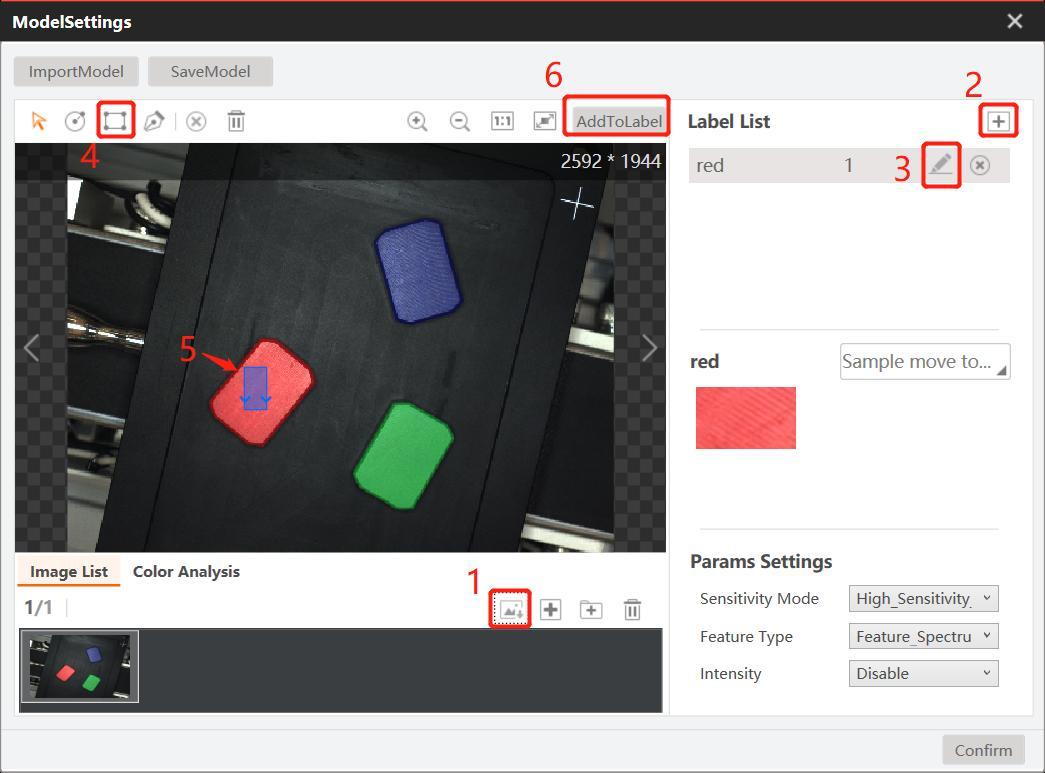 ModelSettings
ImportModel SaveModel
6
AddToLabel
4
2592 * 1944
5
Label List
2
red 1 3
red Sample move to...
Image List Color Analysis
1
1/1
Params Settings
Sensitivity Mode High_Sensitivity_
Feature Type Feature_Spectru
Intensity Disable
Confirm